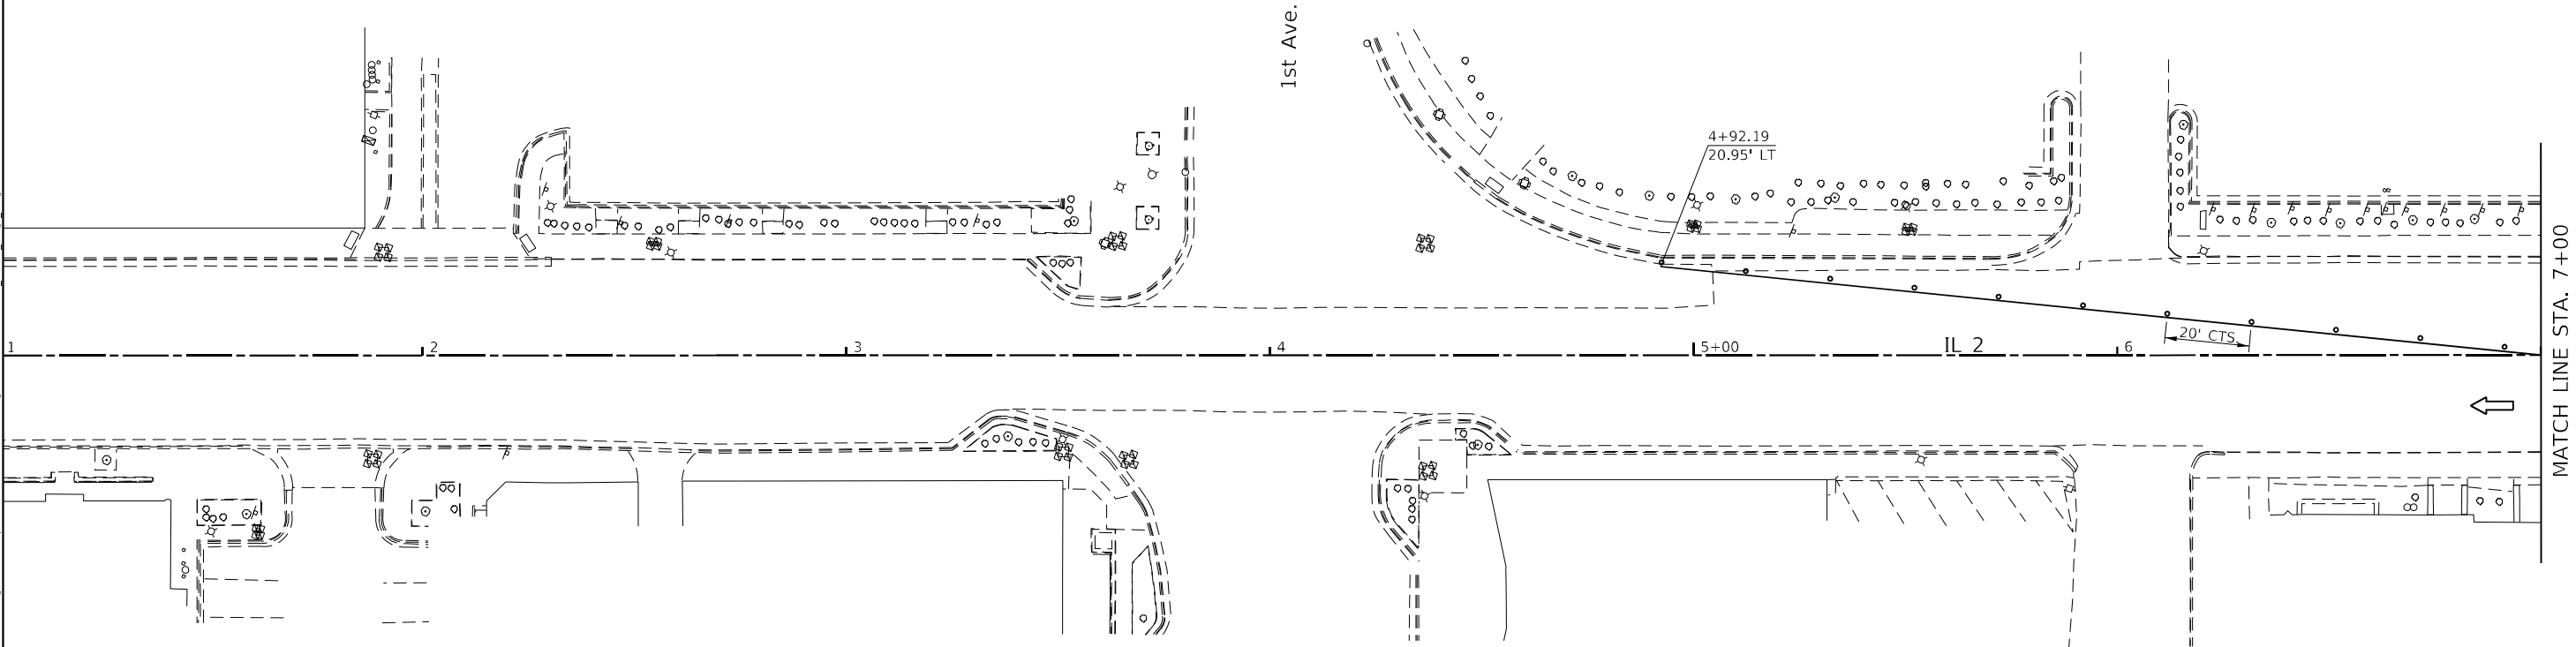 1st Ave.
4+92.19
20.95' LT
MATCH LINE STA. 7+00
20' CTS.
1
2
3
4
5+00
IL 2
6